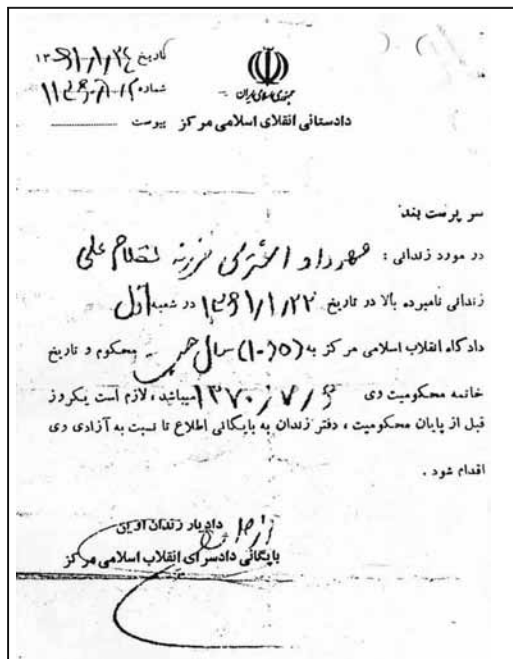 تاریخ ۱۳۶۱/۱/۲۴
شماره
جمهوری اسلامی ایران
دادستانی انقلاب اسلامی مرکز پیوست ............
سرپرست بند
در مورد زندانی : مهرداد اشتری فرزند غلامعلی
زندانی نامبرده بالا در تاریخ ۱۳۶۱/۱/۲۲ در شعبه اول
دادگاه انقلاب اسلامی مرکز به (۱۰) سال حبس محکوم و تاریخ
خاتمه محکومیت وی ۱۳۷۰/۷/ میباشد ، لازم است یکروز
قبل از پایان محکومیت ، دفتر زندان به بایگانی اطلاع تا نسبت به آزادی وی
اقدام شود .
دادیار زندان اوین
بایگانی دادسرای انقلاب اسلامی مرکز